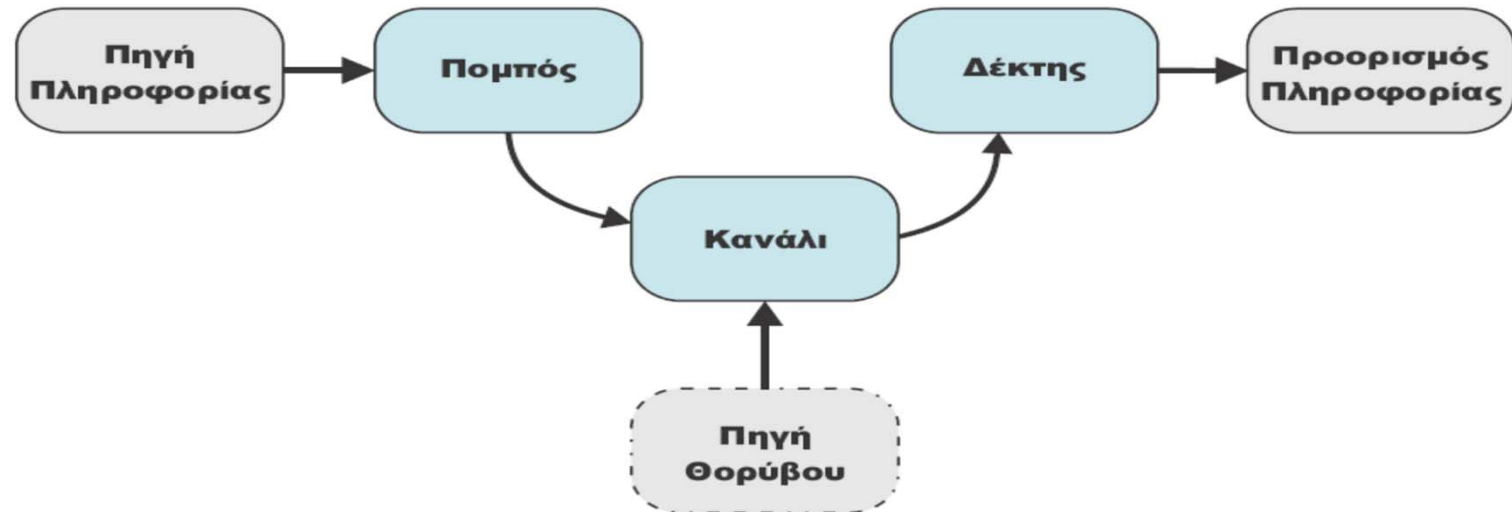 Πηγή
Πληροφορίας
Πομπός
Δέκτης
Προορισμός
Πληροφορίας
Κανάλι
Πηγή
Θορύβου